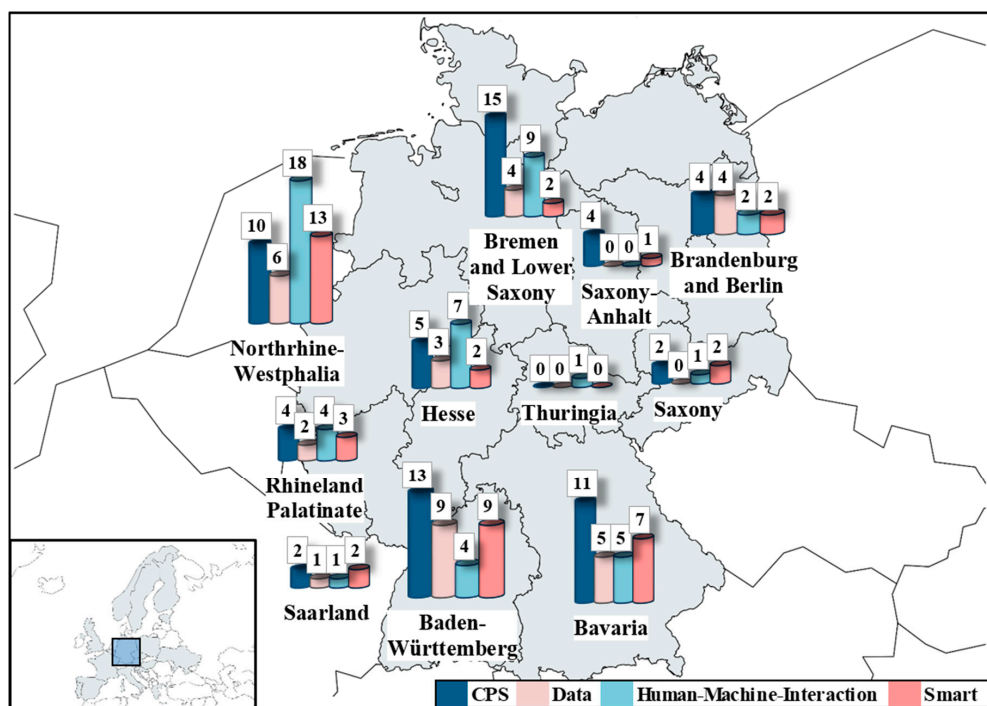 15
4
9
2
Bremen
and Lower
Saxony
18
10
6
13
Northrhine-
Westphalia
4
0
0
1
Saxony-
Anhalt
4
4
2
2
Brandenburg
and Berlin
5
3
7
2
Hesse
0
0
1
0
Thuringia
2
0
1
2
Saxony
4
2
4
3
Rhineland
Palatinate
13
9
4
9
Baden-
Württemberg
11
5
5
7
Bavaria
2
1
1
2
Saarland
CPS Data Human-Machine-Interaction Smart